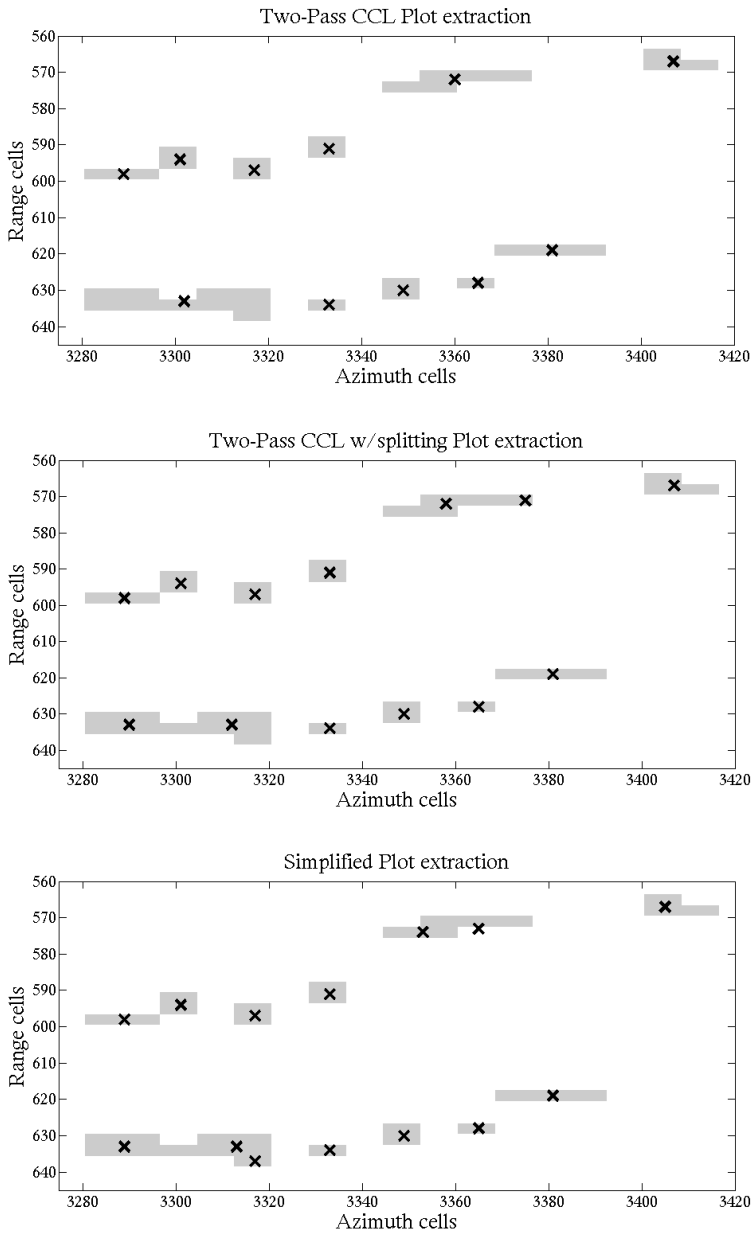 Two-Pass CCL Plot extraction
560
570
580
590
600
610
620
630
640
Range cells
3280 3300 3320 3340 3360 3380 3400 3420
Azimuth cells
Two-Pass CCL w/splitting Plot extraction
560
570
580
590
600
610
620
630
640
Range cells
3280 3300 3320 3340 3360 3380 3400 3420
Azimuth cells
Simplified Plot extraction
560
570
580
590
600
610
620
630
640
Range cells
3280 3300 3320 3340 3360 3380 3400 3420
Azimuth cells